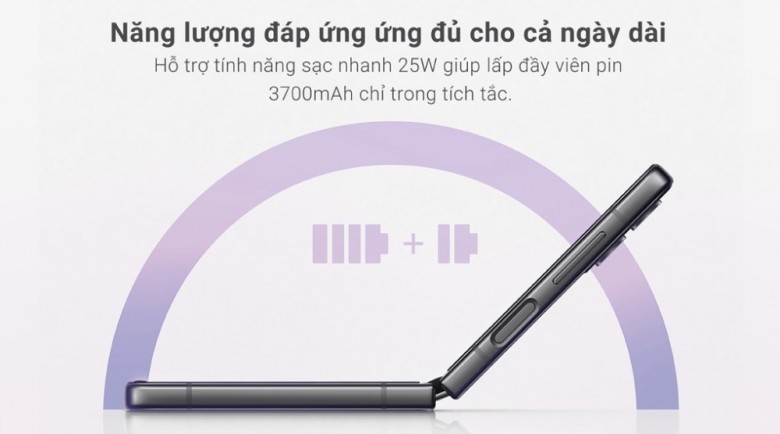 Năng lượng đáp ứng ứng đủ cho cả ngày dài
Hỗ trợ tính năng sạc nhanh 25W giúp lấp đầy viên pin
3700mAh chỉ trong tích tắc.